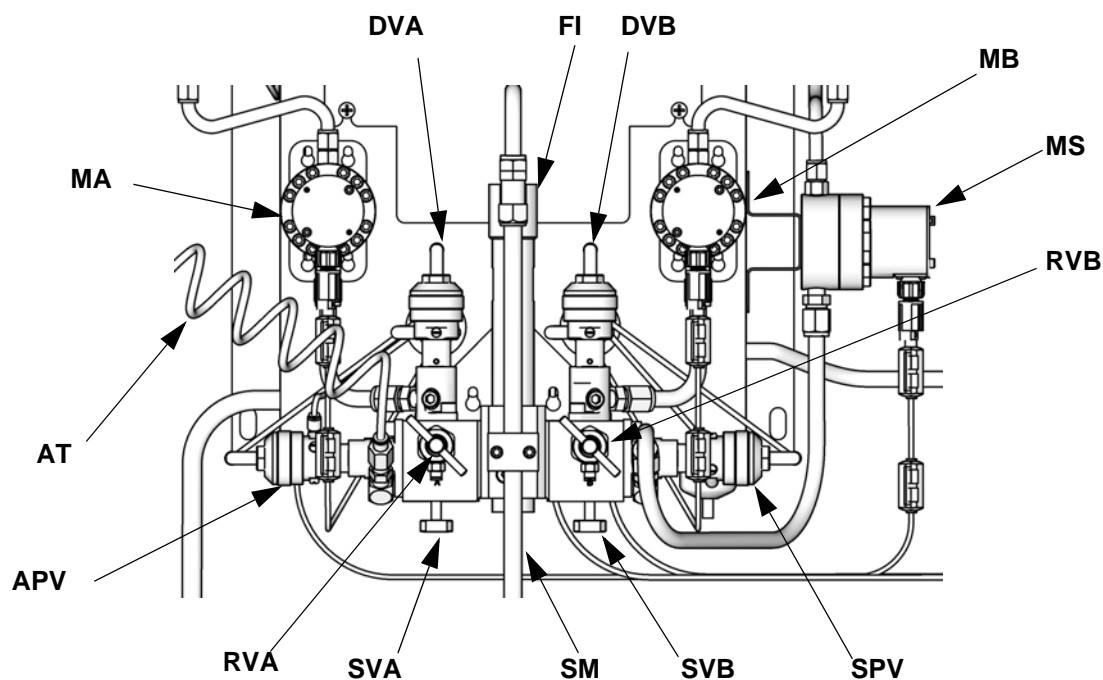 DVA FI DVB
MB
MS
MA
RVB
AT
APV
RVA SVA SM SVB SPV